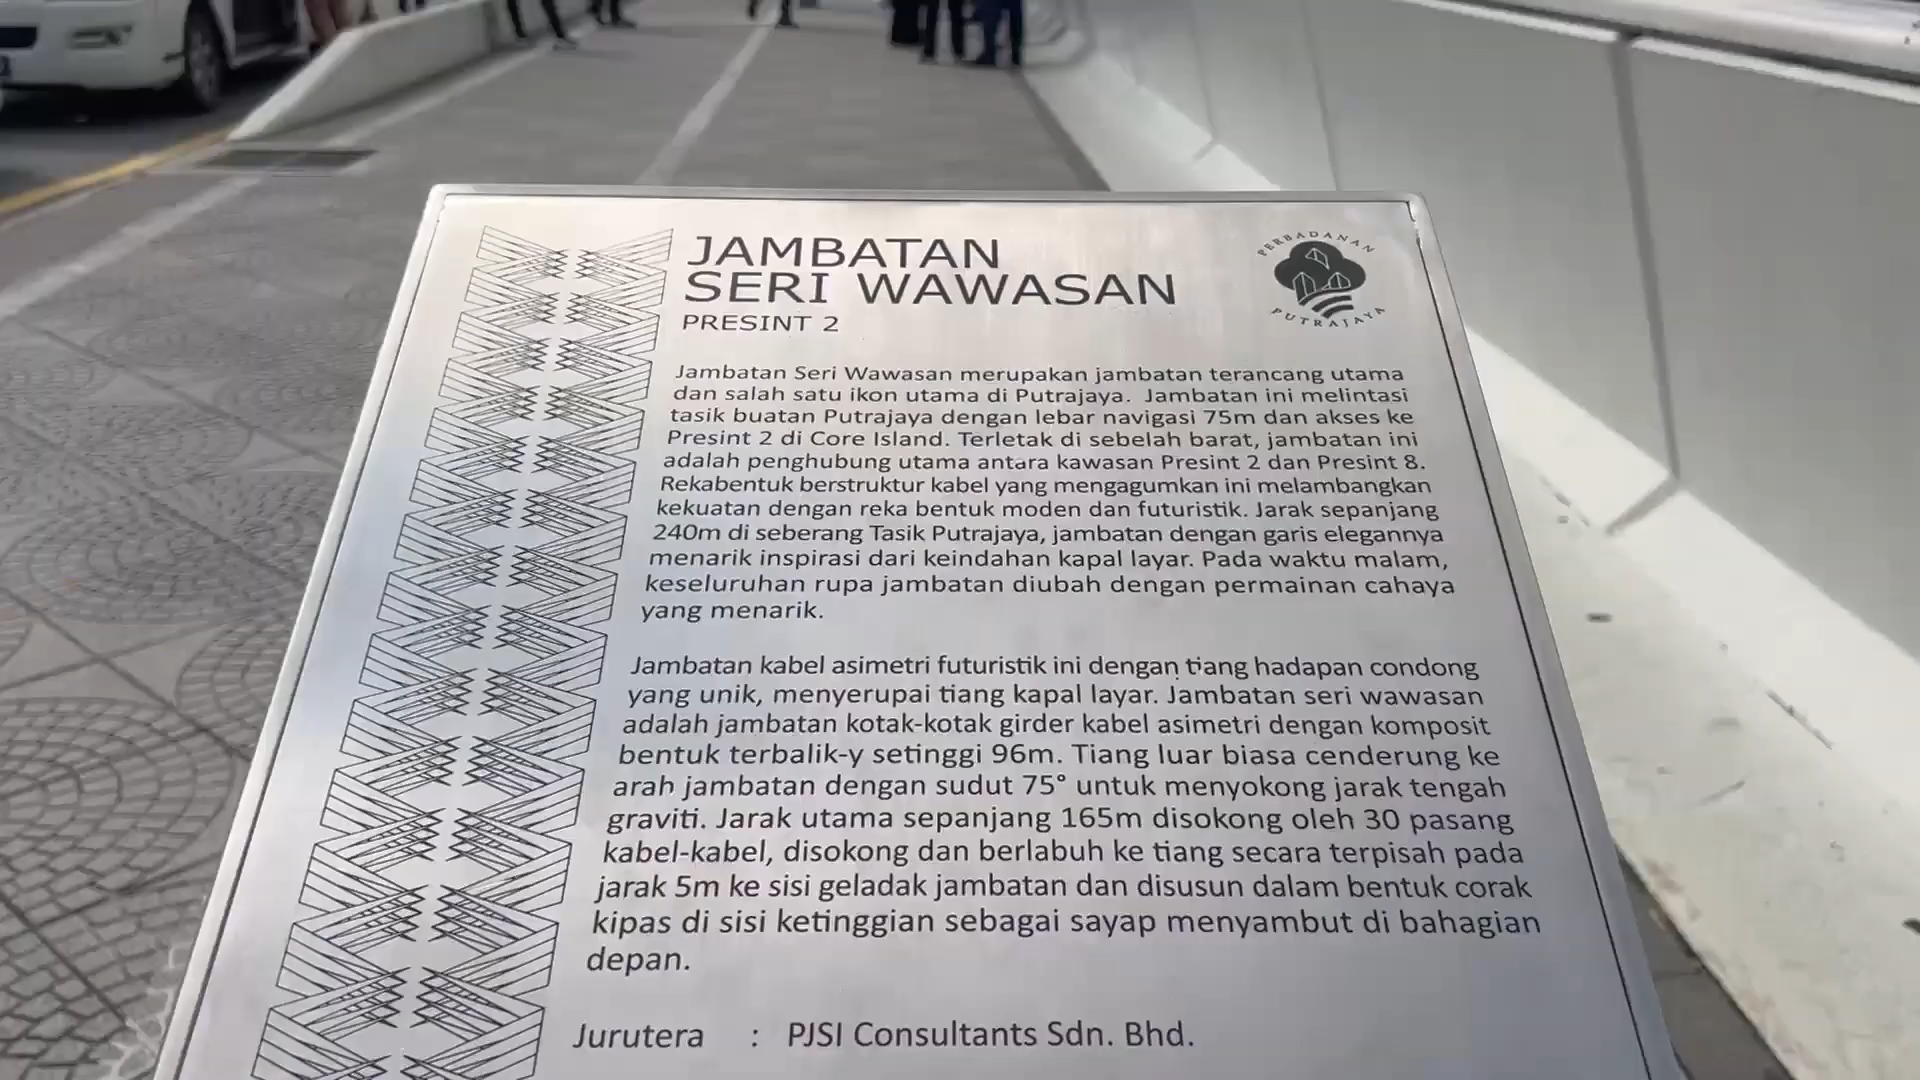 JAMBATAN
SERI WAWASAN
PRESINT 2
PERBADANAN
PUTRAJAYA
Jambatan Seri Wawasan merupakan jambatan terancang utama
dan salah satu ikon utama di Putrajaya. Jambatan ini melintasi
tasik buatan Putrajaya dengan lebar navigasi 75m dan akses ke
Presint 2 di Core Island. Terletak di sebelah barat, jambatan ini
adalah penghubung utama antara kawasan Presint 2 dan Presint 8.
Rekabentuk berstruktur kabel yang mengagumkan ini melambangkan
kekuatan dengan reka bentuk moden dan futuristik. Jarak sepanjang
240m di seberang Tasik Putrajaya, jambatan dengan garis elegannya
menarik inspirasi dari keindahan kapal layar. Pada waktu malam,
keseluruhan rupa jambatan diubah dengan permainan cahaya
yang menarik.
Jambatan kabel asimetri futuristik ini dengan tiang hadapan condong
yang unik, menyerupai tiang kapal layar. Jambatan seri wawasan
adalah jambatan kotak-kotak girder kabel asimetri dengan komposit
bentuk terbalik-y setinggi 96m. Tiang luar biasa cenderung ke
arah jambatan dengan sudut 75° untuk menyokong jarak tengah
graviti. Jarak utama sepanjang 165m disokong oleh 30 pasang
kabel-kabel, disokong dan berlabuh ke tiang secara terpisah pada
jarak 5m ke sisi geladak jambatan dan disusun dalam bentuk corak
kipas di sisi ketinggian sebagai sayap menyambut di bahagian
depan.
Jurutera : PJSI Consultants Sdn. Bhd.